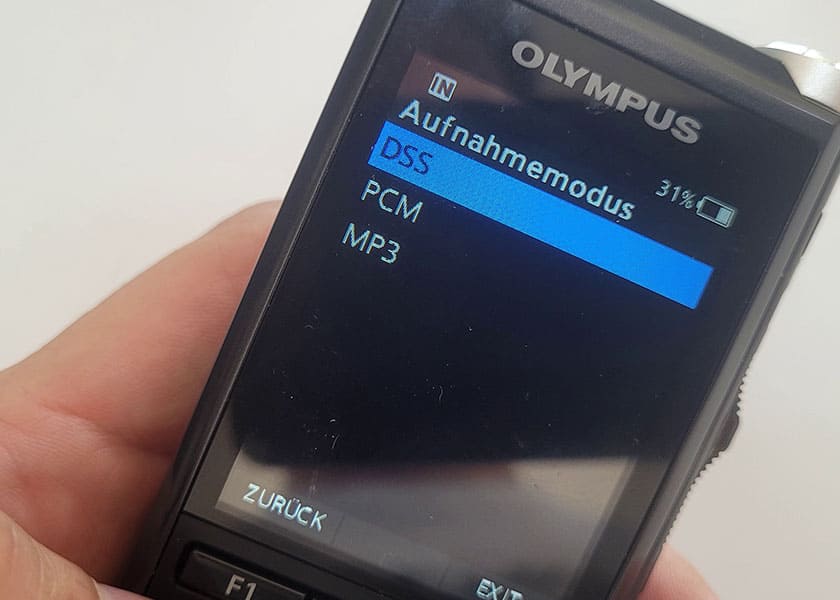 OLYMPUS
IN
31%
Aufnahmemodus
DSS
PCM
MP3
ZURÜCK
EXIT
F1